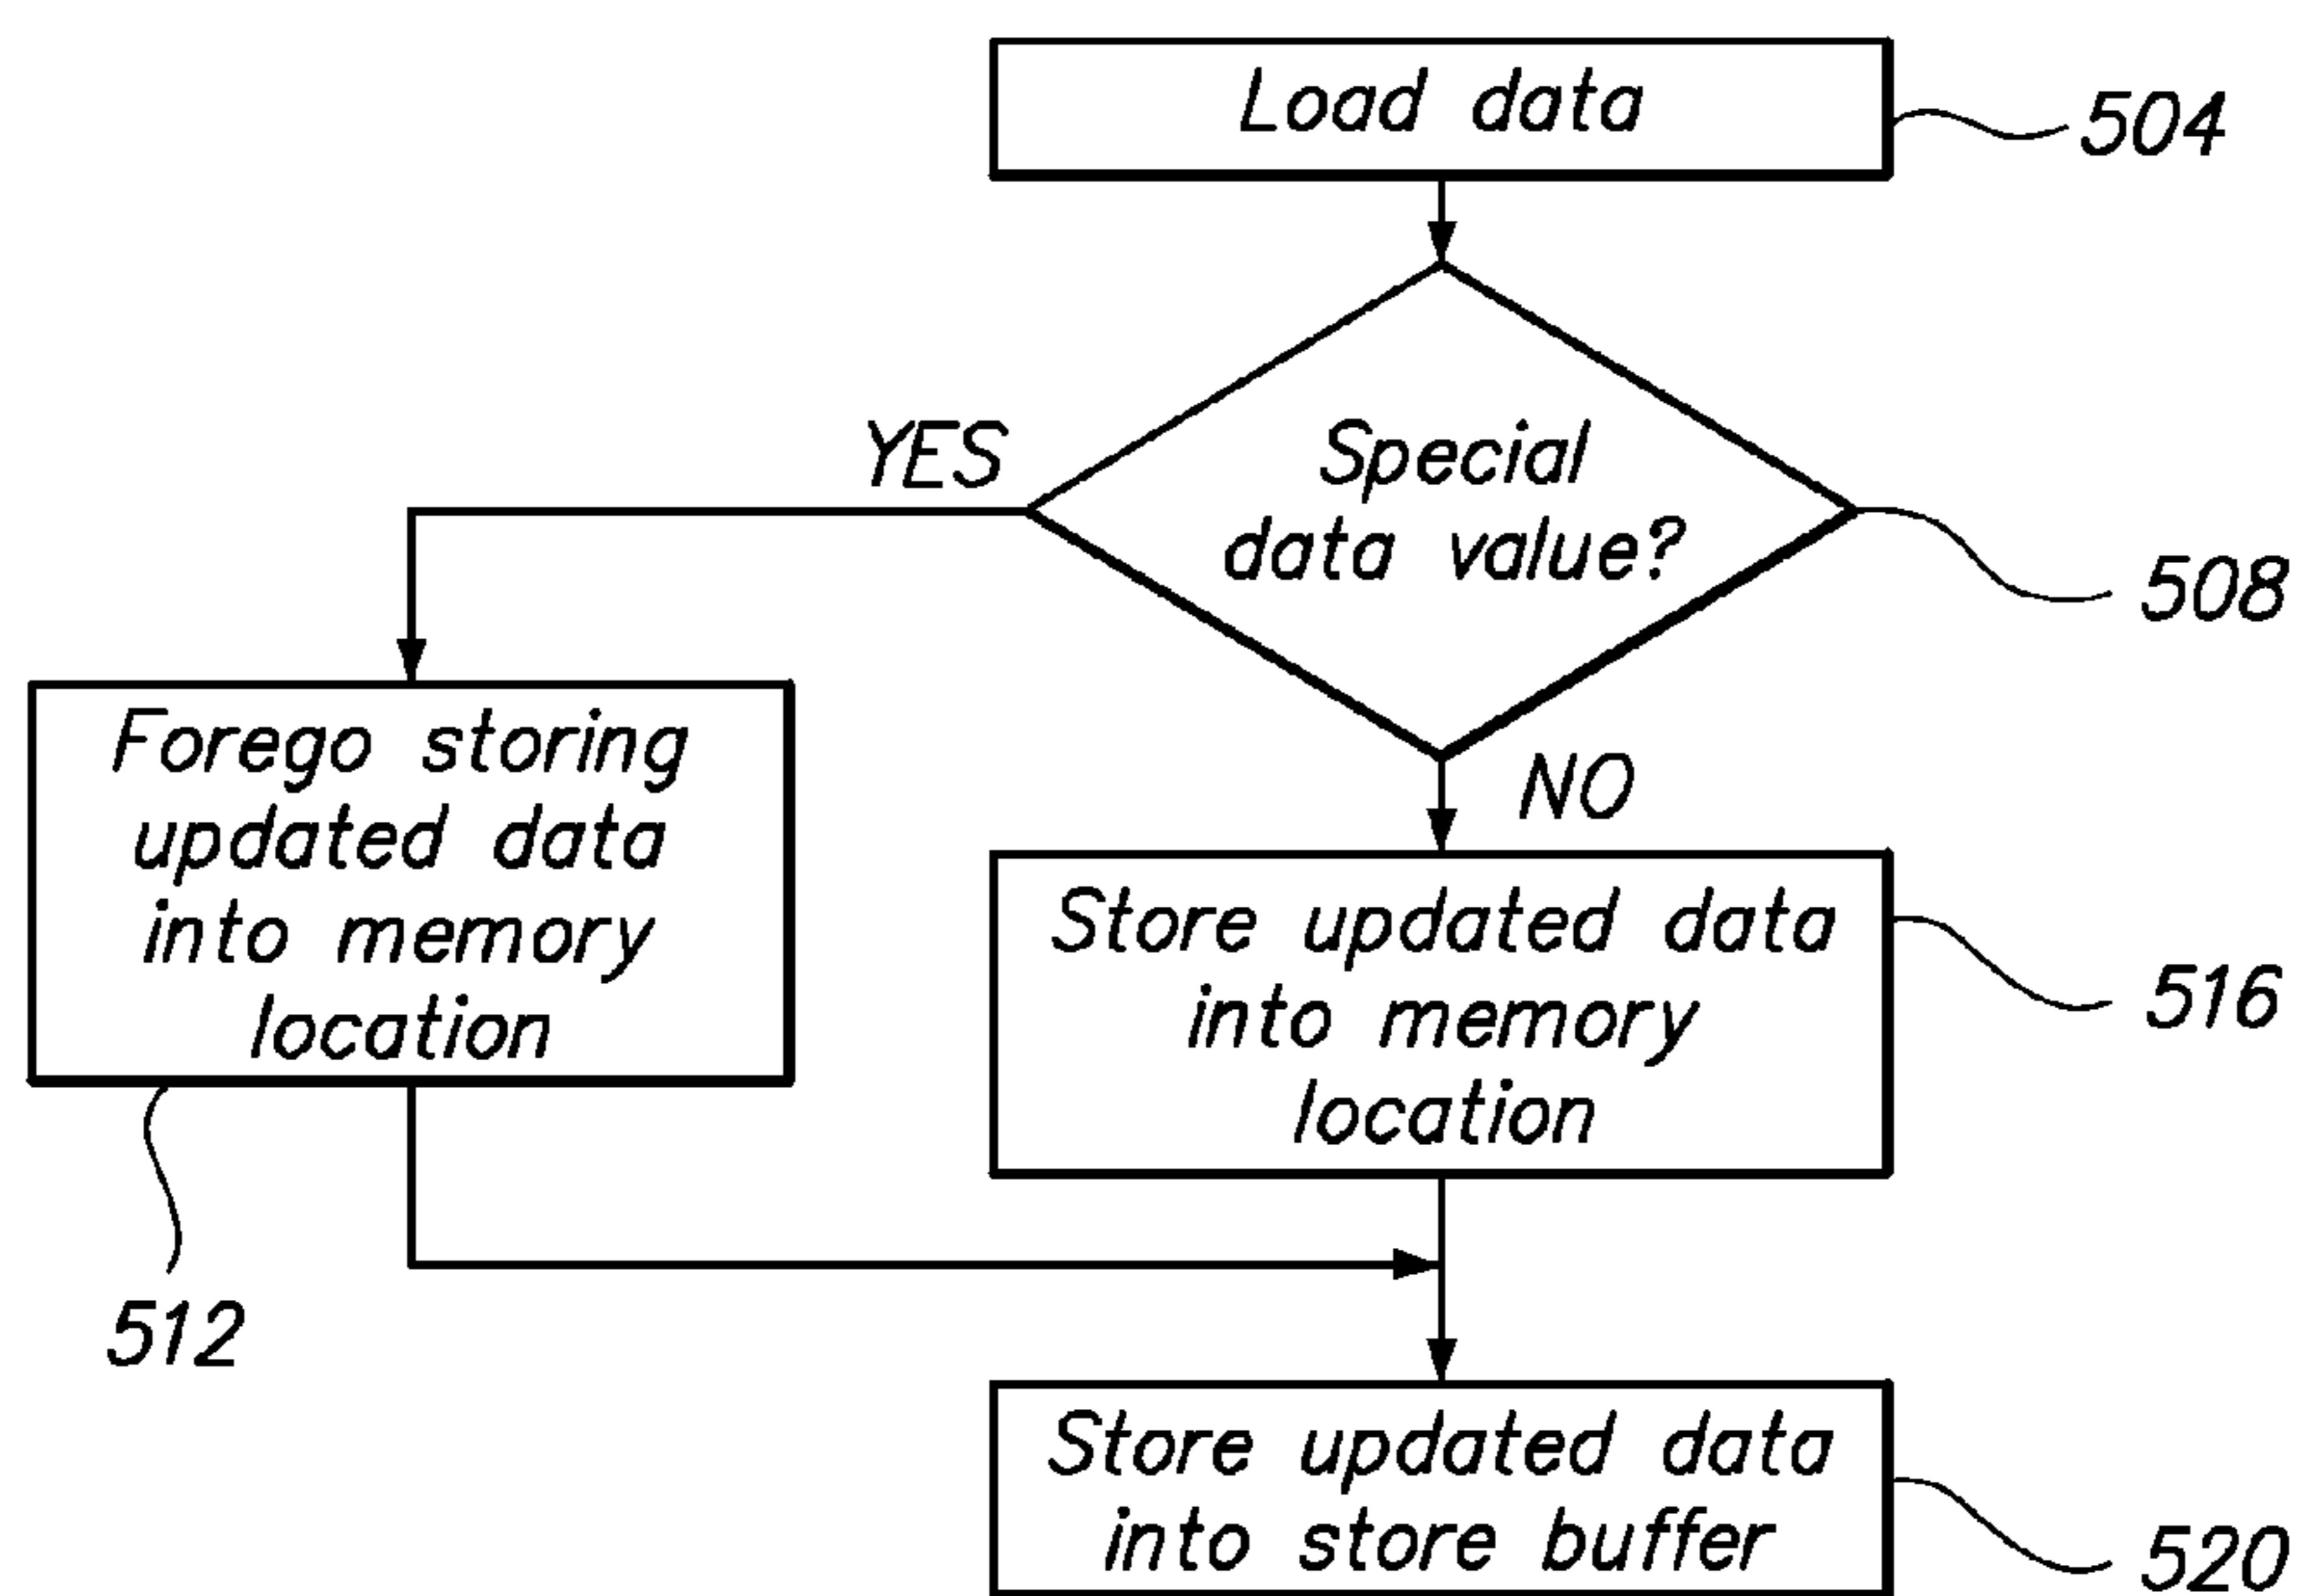 Load data
504
YES
Special
data value?
508
Forego storing
updated data
into memory
location
512
NO
Store updated data
into memory
location
516
Store updated data
into store buffer
520